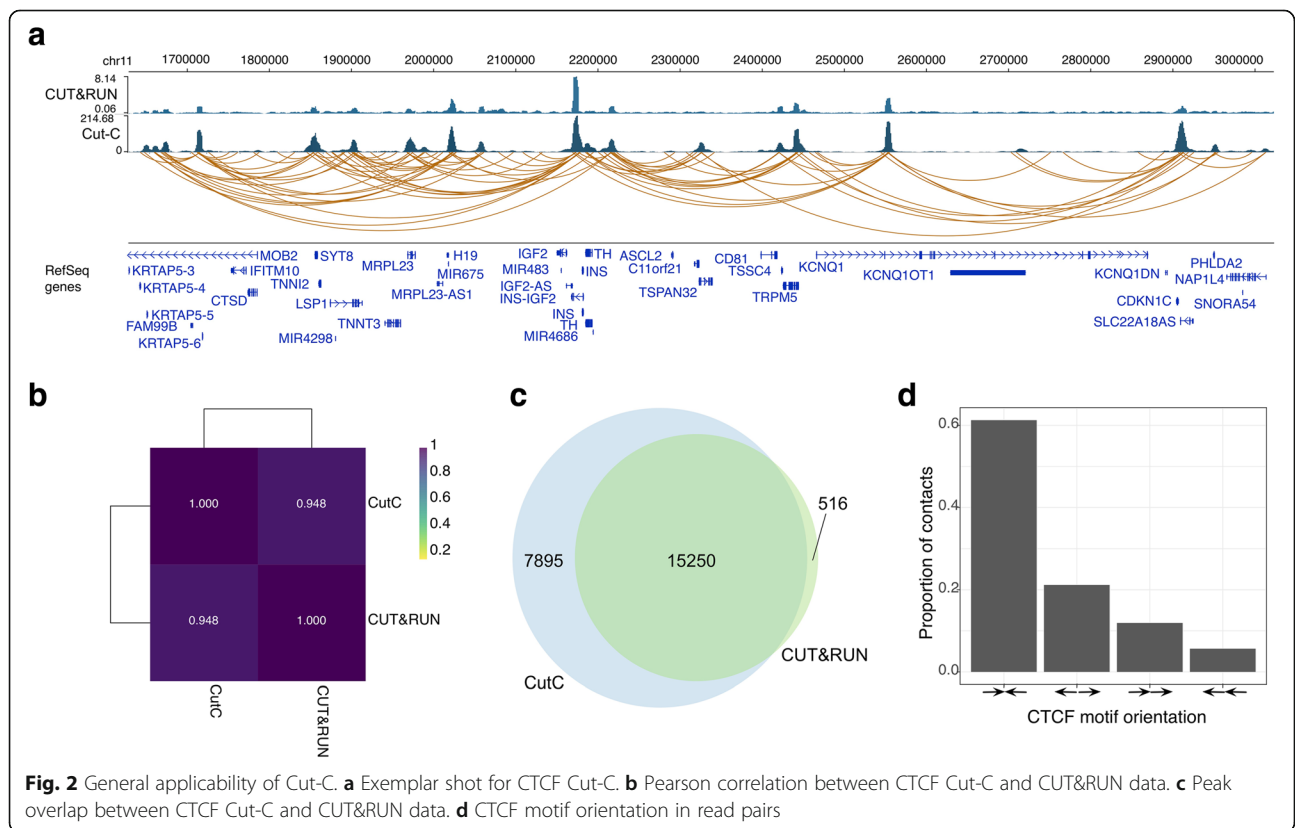 a
chr11 1700000 1800000 1900000 2000000 2100000 2200000 2300000 2400000 2500000 2600000 2700000 2800000 2900000 3000000
8.14
CUT&RUN
0.06
214.68
Cut-C
0
RefSeq
genes
MOB2 SYT8 MRPL23 H19 IGF2 TH ASCL2 CD81 KCNQ1 PHLDA2
KRTAP5-3 IFITM10 MIR675 MIR483 INS C11orf21 TSSC4 KCNQ1OT1 KCNQ1DN NAP1L4
KRTAP5-4 CTSD TNNI2 MRPL23-AS1 IGF2-AS TSPAN32 TRPM5
LSP1 INS-IGF2 CDKN1C SNORA54
KRTAP5-5 INS
FAM99B TNNT3 TH SLC22A18AS
KRTAP5-6 MIR4298 MIR4686
b
1.000 0.948 CutC
0.948 1.000 CUT&RUN
CutC CUT&RUN
1
0.8
0.6
0.4
0.2
c
516
7895 15250
CUT&RUN
CutC
d
Proportion of contacts
0.6
0.4
0.2
0.0
CTCF motif orientation
Fig. 2 General applicability of Cut-C. a Exemplar shot for CTCF Cut-C. b Pearson correlation between CTCF Cut-C and CUT&RUN data. c Peak
overlap between CTCF Cut-C and CUT&RUN data. d CTCF motif orientation in read pairs